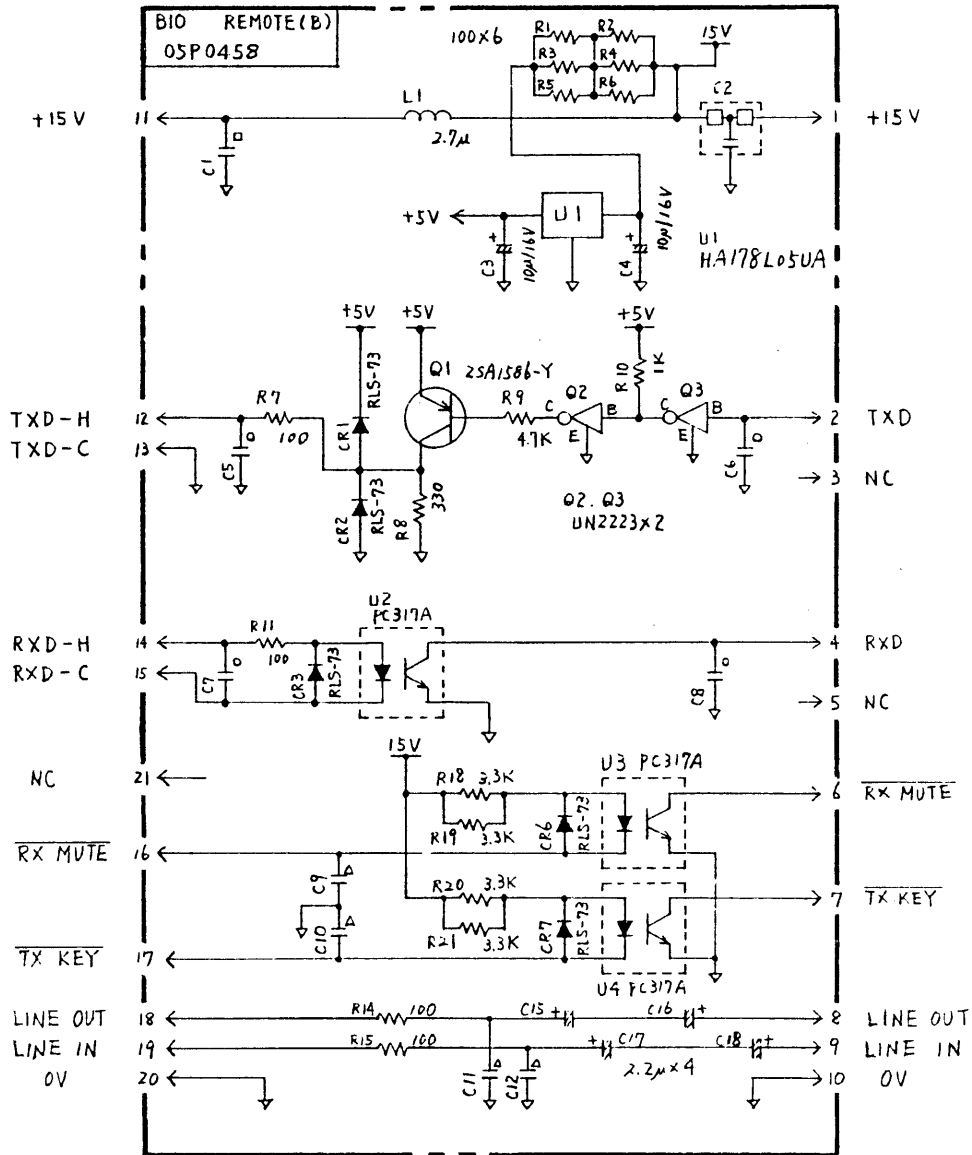 B10 REMOTE(B)
05P0458
100X6
R1
R2
R3
R4
R5
R6
15V
C2
+15V 11
L1
2.7μ
C1
1 +15V
+5V
U1
C3
10μ/16V
C4
10μ/16V
U1
HA178L05UA
+5V
+5V
+5V
RLS-73
CR1
Q1 2SA1586-Y
R9
4.7K
Q2
C
B
E
R10
1K
Q3
C
B
E
TXD-H 12
TXD-C 13
R7
100
C5
C6
2 TXD
3 NC
CR2
RLS-73
R8
330
Q2. Q3
UN2223X2
U2
PC317A
RXD-H 14
RXD-C 15
R11
100
C7
CR3
RLS-73
C8
4 RXD
5 NC
15V
NC 21
R18 3.3K
R19 3.3K
CR6
RLS-73
U3 PC317A
6 RX MUTE
RX MUTE 16
C9
C10
R20 3.3K
R21 3.3K
CR7
RLS-73
7 TX KEY
TX KEY 17
U4 PC317A
LINE OUT 18
R14 100
C15 +
C16 +
8 LINE OUT
LINE IN 19
R15 100
+ C17
C18 +
9 LINE IN
2.2μX4
C11
C12
0V 20
10 0V